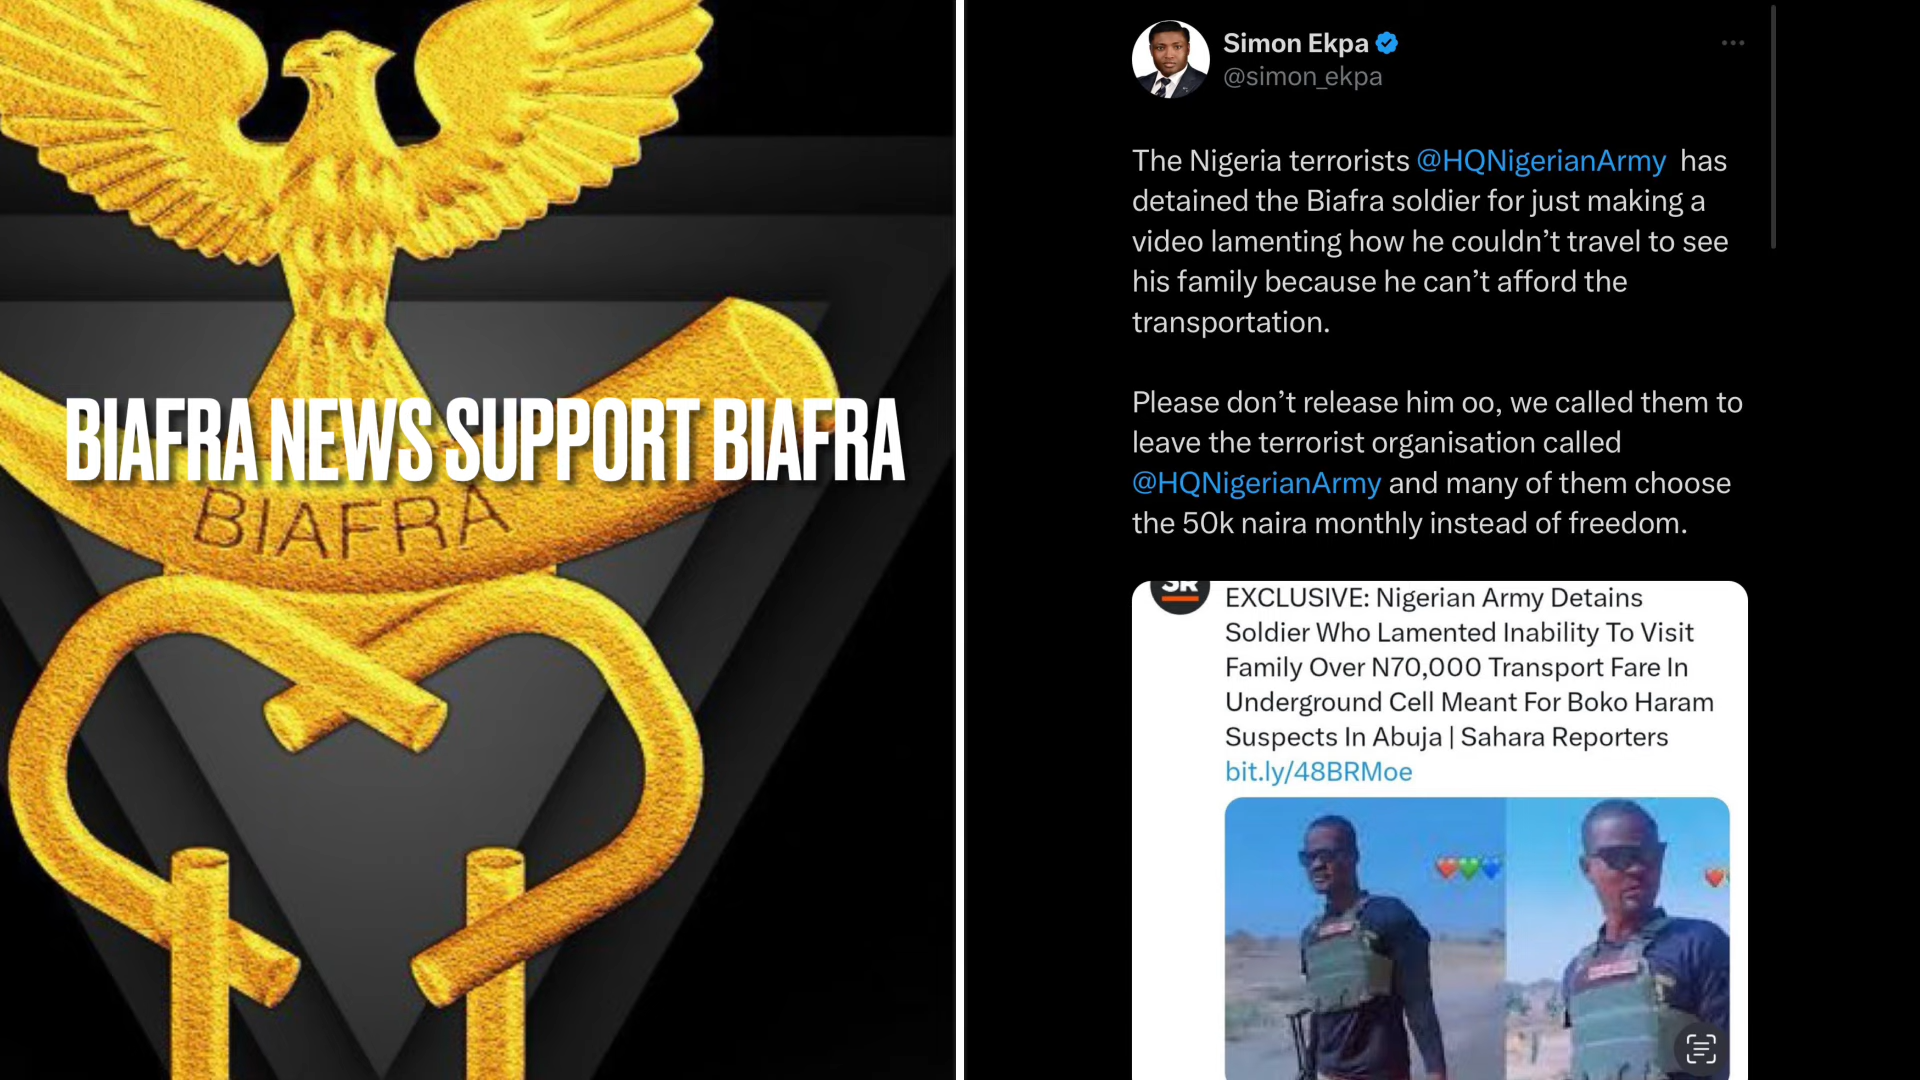 BIAFRA NEWS SUPPORT BIAFRA
BIAFRA
Simon Ekpa
@simon_ekpa
The Nigeria terrorists @HQNigerianArmy has
detained the Biafra soldier for just making a
video lamenting how he couldn’t travel to see
his family because he can’t afford the
transportation.
Please don’t release him oo, we called them to
leave the terrorist organisation called
@HQNigerianArmy and many of them choose
the 50k naira monthly instead of freedom.
SR
EXCLUSIVE: Nigerian Army Detains
Soldier Who Lamented Inability To Visit
Family Over N70,000 Transport Fare In
Underground Cell Meant For Boko Haram
Suspects In Abuja | Sahara Reporters
bit.ly/48BRMoe